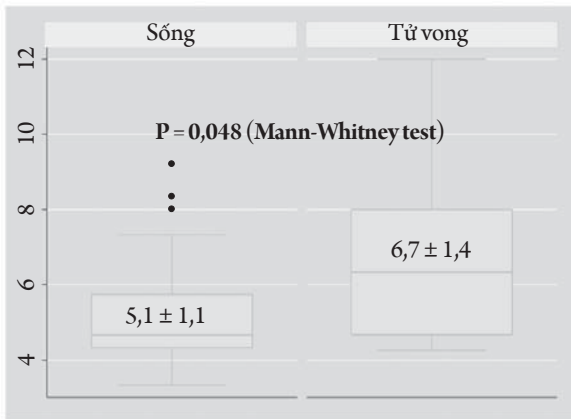 Sống
Tử vong
12
P = 0,048 (Mann-Whitney test)
10
8
6,7 ± 1,4
6
5,1 ± 1,1
4